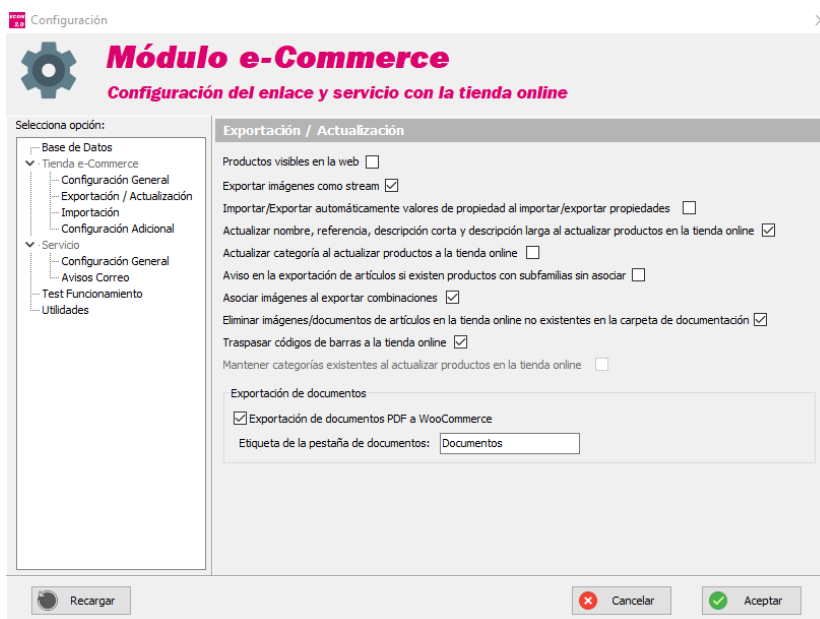 ECOM
2.0
Configuración
Módulo e-Commerce
Configuración del enlace y servicio con la tienda online
Selecciona opción:
Base de Datos
Tienda e-Commerce
Configuración General
Exportación / Actualización
Importación
Configuración Adicional
Servicio
Configuración General
Avisos Correo
Test Funcionamiento
Utilidades
Exportación / Actualización
Productos visibles en la web
Exportar imágenes como stream
Importar/Exportar automáticamente valores de propiedad al importar/exportar propiedades
Actualizar nombre, referencia, descripción corta y descripción larga al actualizar productos en la tienda online
Actualizar categoría al actualizar productos a la tienda online
Aviso en la exportación de artículos si existen productos con subfamilias sin asociar
Asociar imágenes al exportar combinaciones
Eliminar imágenes/documentos de artículos en la tienda online no existentes en la carpeta de documentación
Traspasar códigos de barras a la tienda online
Mantener categorías existentes al actualizar productos en la tienda online
Exportación de documentos
Exportación de documentos PDF a WooCommerce
Etiqueta de la pestaña de documentos: Documentos
Recargar
Cancelar
Aceptar